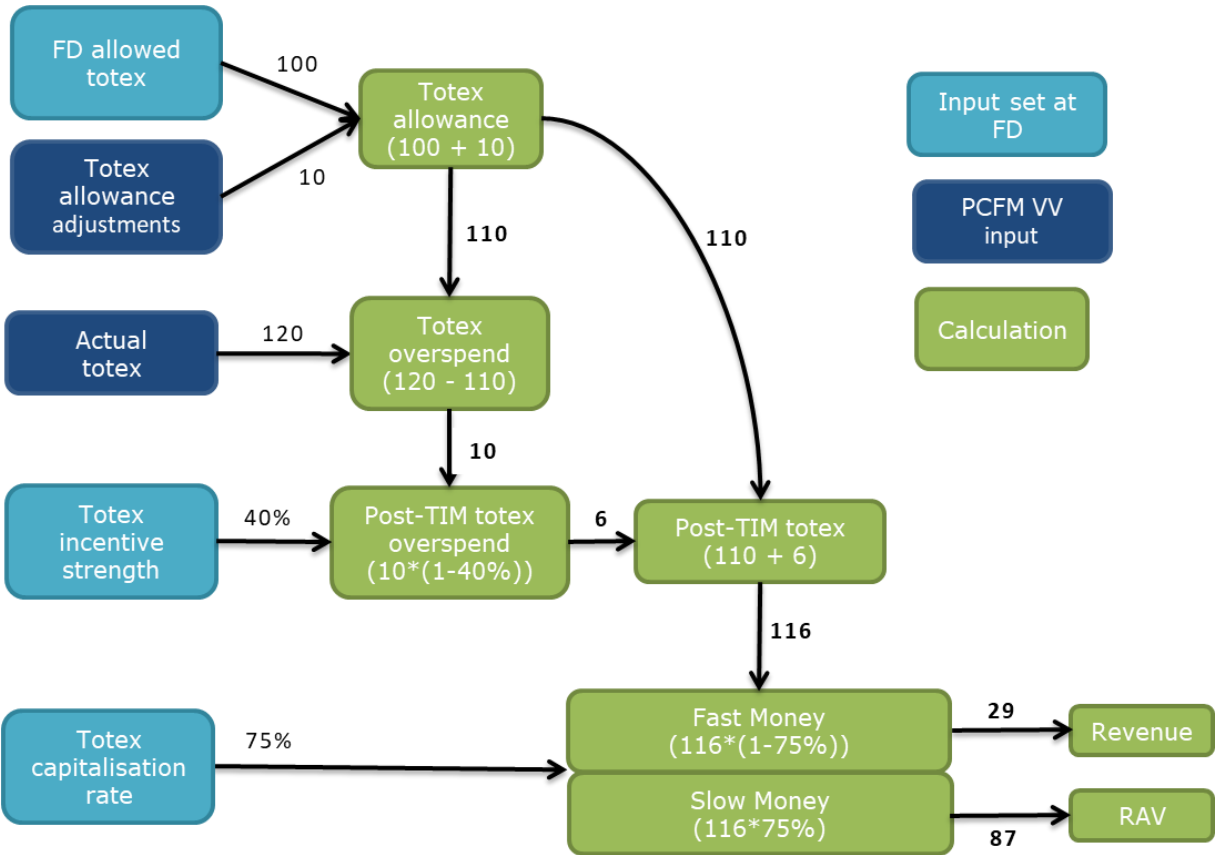 FD allowed
totex
100
Totex
allowance
(100 + 10)
Input set at
FD
Totex
allowance
adjustments
10
PCFM VV
input
110
110
Actual
totex
120
Totex
overspend
(120 - 110)
Calculation
10
Totex
incentive
strength
40%
Post-TIM totex
overspend
(10*(1-40%))
6
Post-TIM totex
(110 + 6)
116
Totex
capitalisation
rate
75%
Fast Money
(116*(1-75%))
29
Revenue
Slow Money
(116*75%)
87
RAV